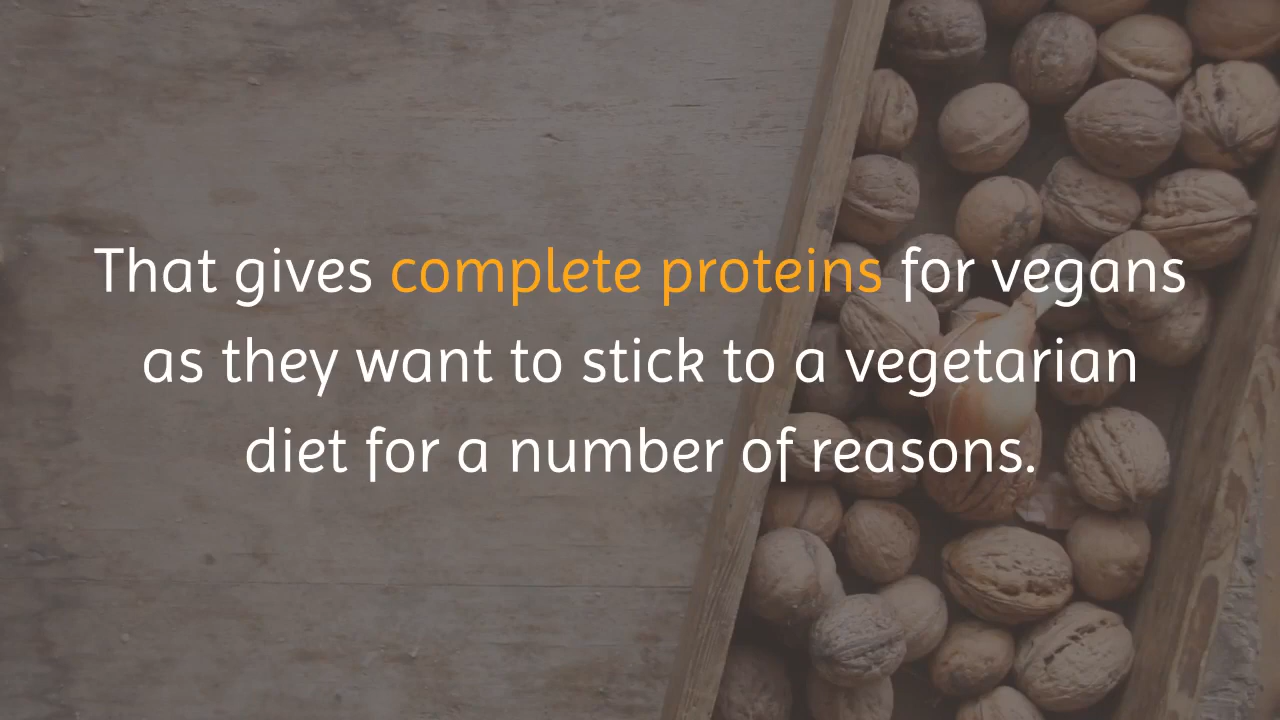 That gives complete proteins for vegans
as they want to stick to a vegetarian
diet for a number of reasons.